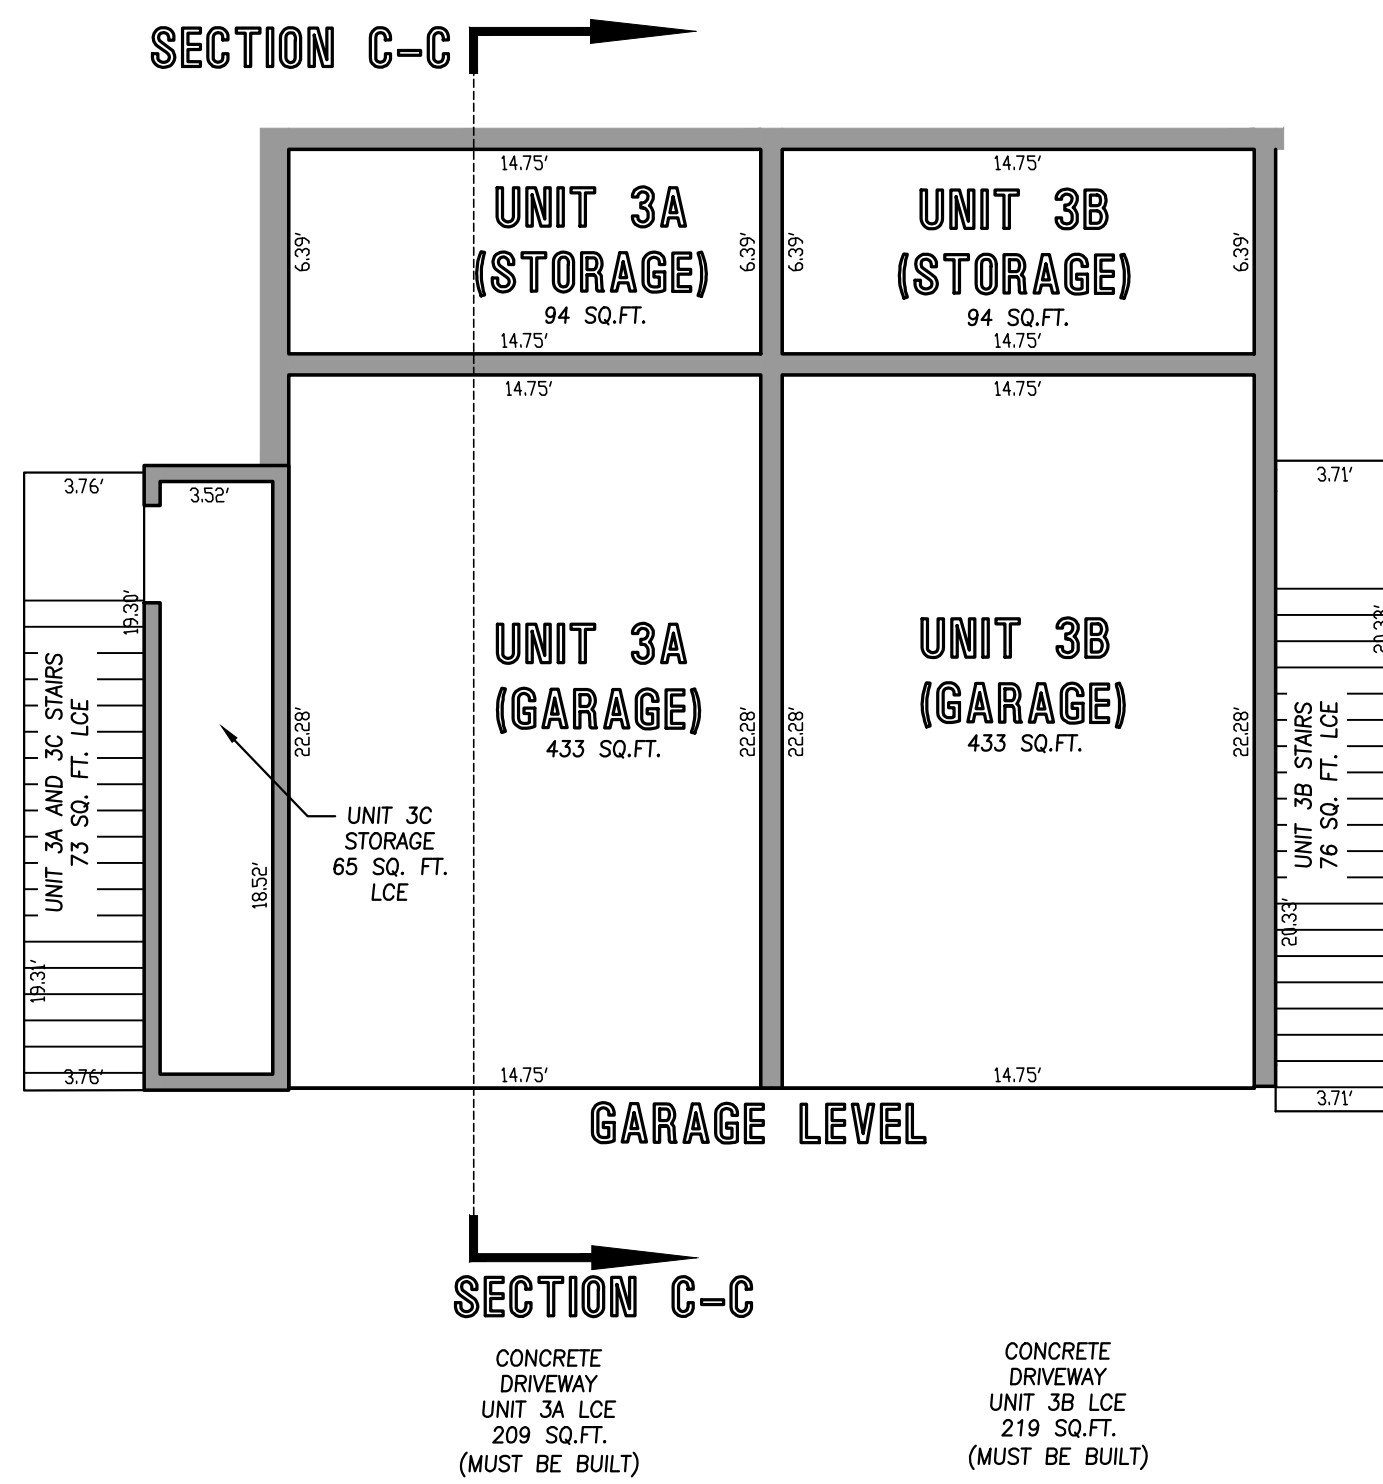 SECTION C-C
14.75'
14.75'
UNIT 3A
(STORAGE)
94 SQ.FT.
6.39'
6.39'
14.75'
UNIT 3B
(STORAGE)
94 SQ.FT.
6.39'
6.39'
14.75'
14.75'
14.75'
3.76'
3.52'
3.71'
19.30'
20.33'
UNIT 3A AND 3C STAIRS
73 SQ. FT. LCE
19.31'
3.76'
18.52'
UNIT 3C
STORAGE
65 SQ. FT.
LCE
22.28'
UNIT 3A
(GARAGE)
433 SQ.FT.
22.28'
22.28'
UNIT 3B
(GARAGE)
433 SQ.FT.
22.28'
UNIT 3B STAIRS
76 SQ. FT. LCE
20.33'
14.75'
14.75'
3.71'
GARAGE LEVEL
SECTION C-C
CONCRETE
DRIVEWAY
UNIT 3A LCE
209 SQ.FT.
(MUST BE BUILT)
CONCRETE
DRIVEWAY
UNIT 3B LCE
219 SQ.FT.
(MUST BE BUILT)